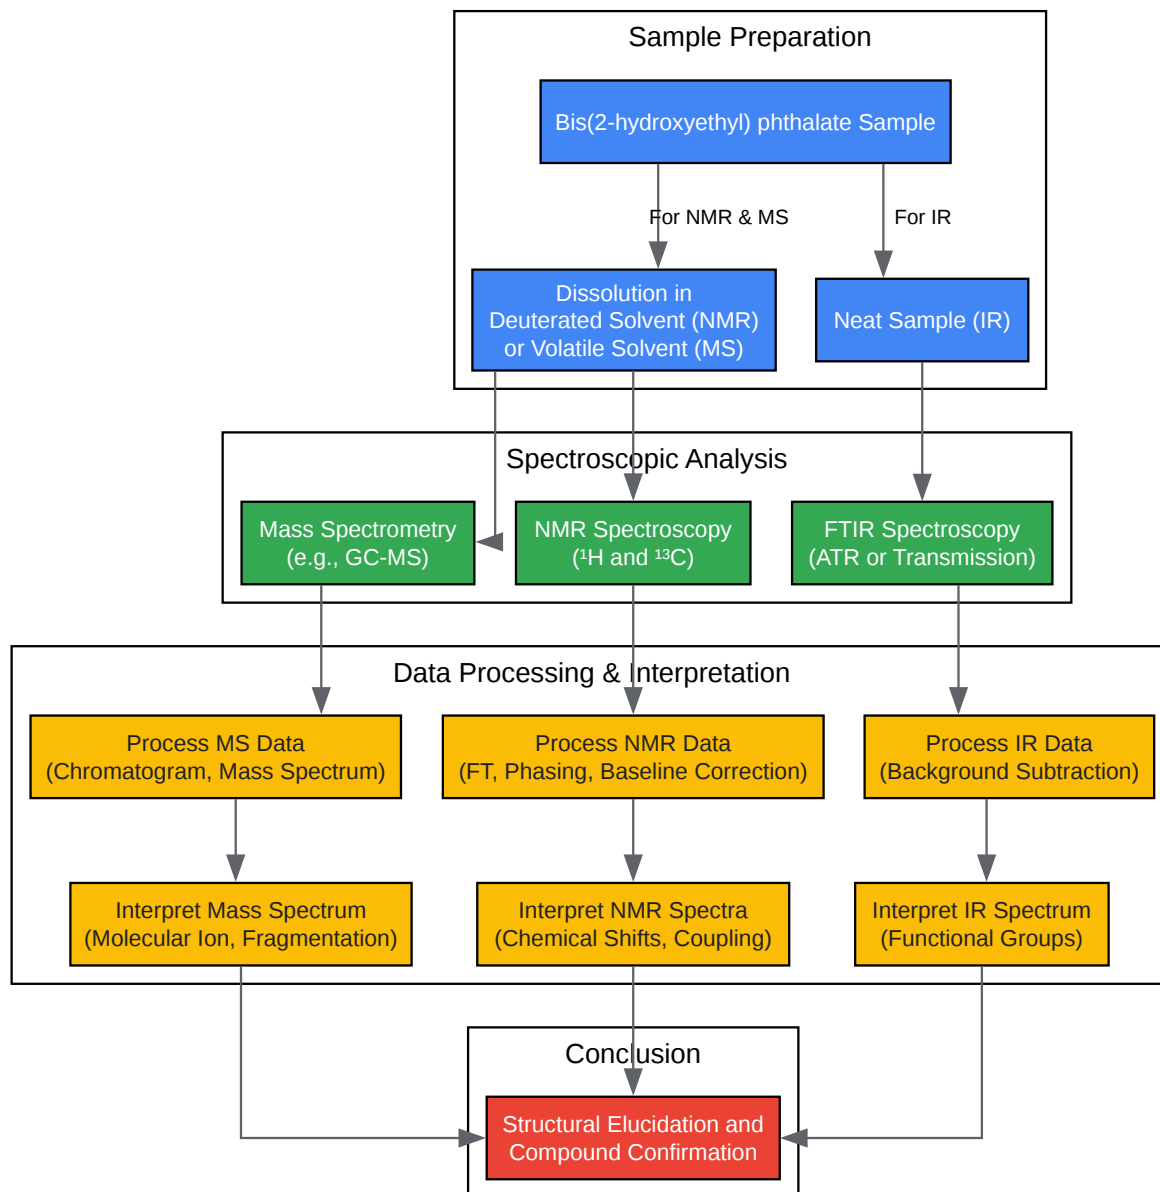 Sample Preparation
Bis(2-hydroxyethyl) phthalate Sample
For NMR & MS
For IR
Dissolution in
Deuterated Solvent (NMR)
or Volatile Solvent (MS)
Neat Sample (IR)
Spectroscopic Analysis
Mass Spectrometry
(e.g., GC-MS)
NMR Spectroscopy
(¹H and ¹³C)
FTIR Spectroscopy
(ATR or Transmission)
Data Processing & Interpretation
Process MS Data
(Chromatogram, Mass Spectrum)
Process NMR Data
(FT, Phasing, Baseline Correction)
Process IR Data
(Background Subtraction)
Interpret Mass Spectrum
(Molecular Ion, Fragmentation)
Interpret NMR Spectra
(Chemical Shifts, Coupling)
Interpret IR Spectrum
(Functional Groups)
Conclusion
Structural Elucidation and
Compound Confirmation